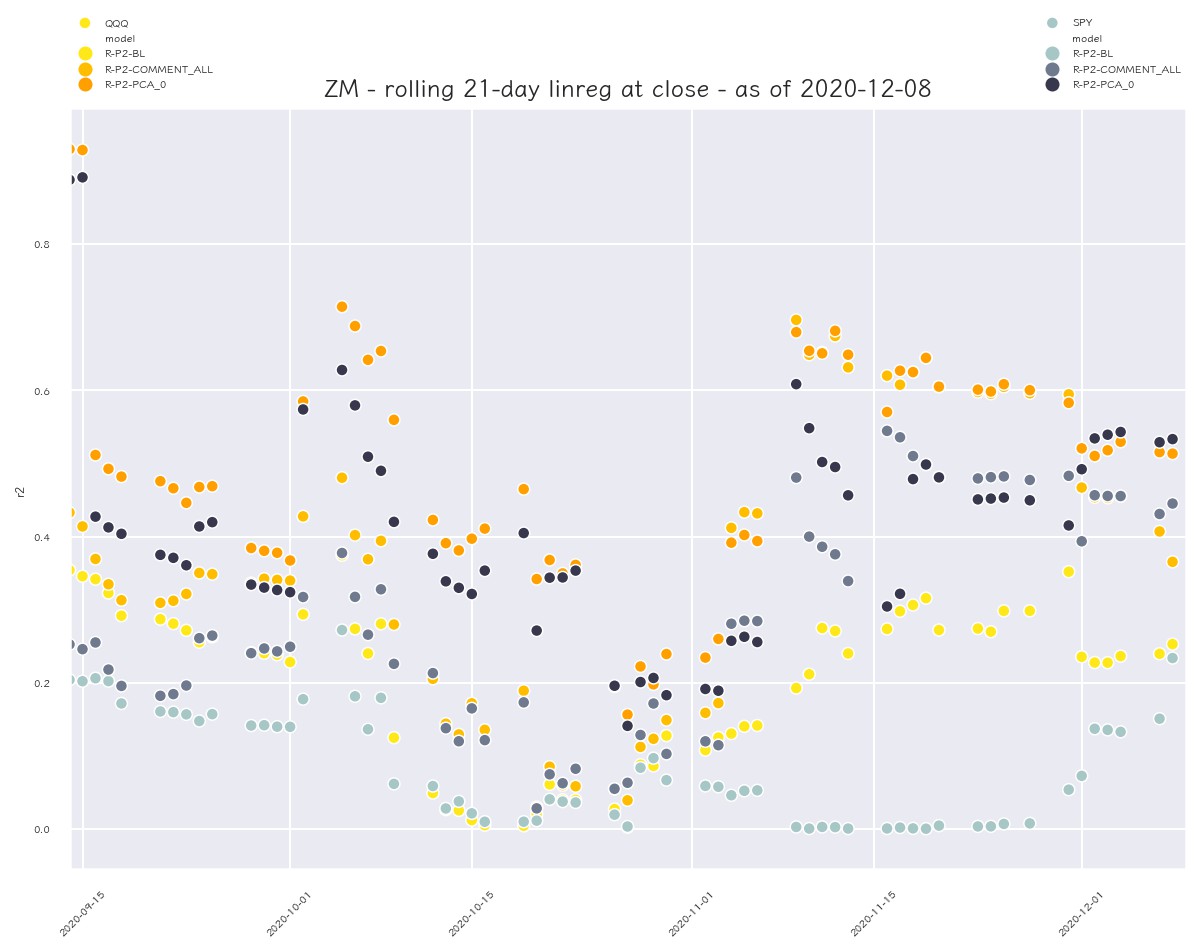 QQQ
model
R-P2-BL
R-P2-COMMENT_ALL
R-P2-PCA_0
SPY
model
R-P2-BL
R-P2-COMMENT_ALL
R-P2-PCA_0
ZM - rolling 21-day linreg at close - as of 2020-12-08
0.8
0.6
0.4
0.2
0.0
r2
2020-09-15
2020-10-01
2020-10-15
2020-11-01
2020-11-15
2020-12-01